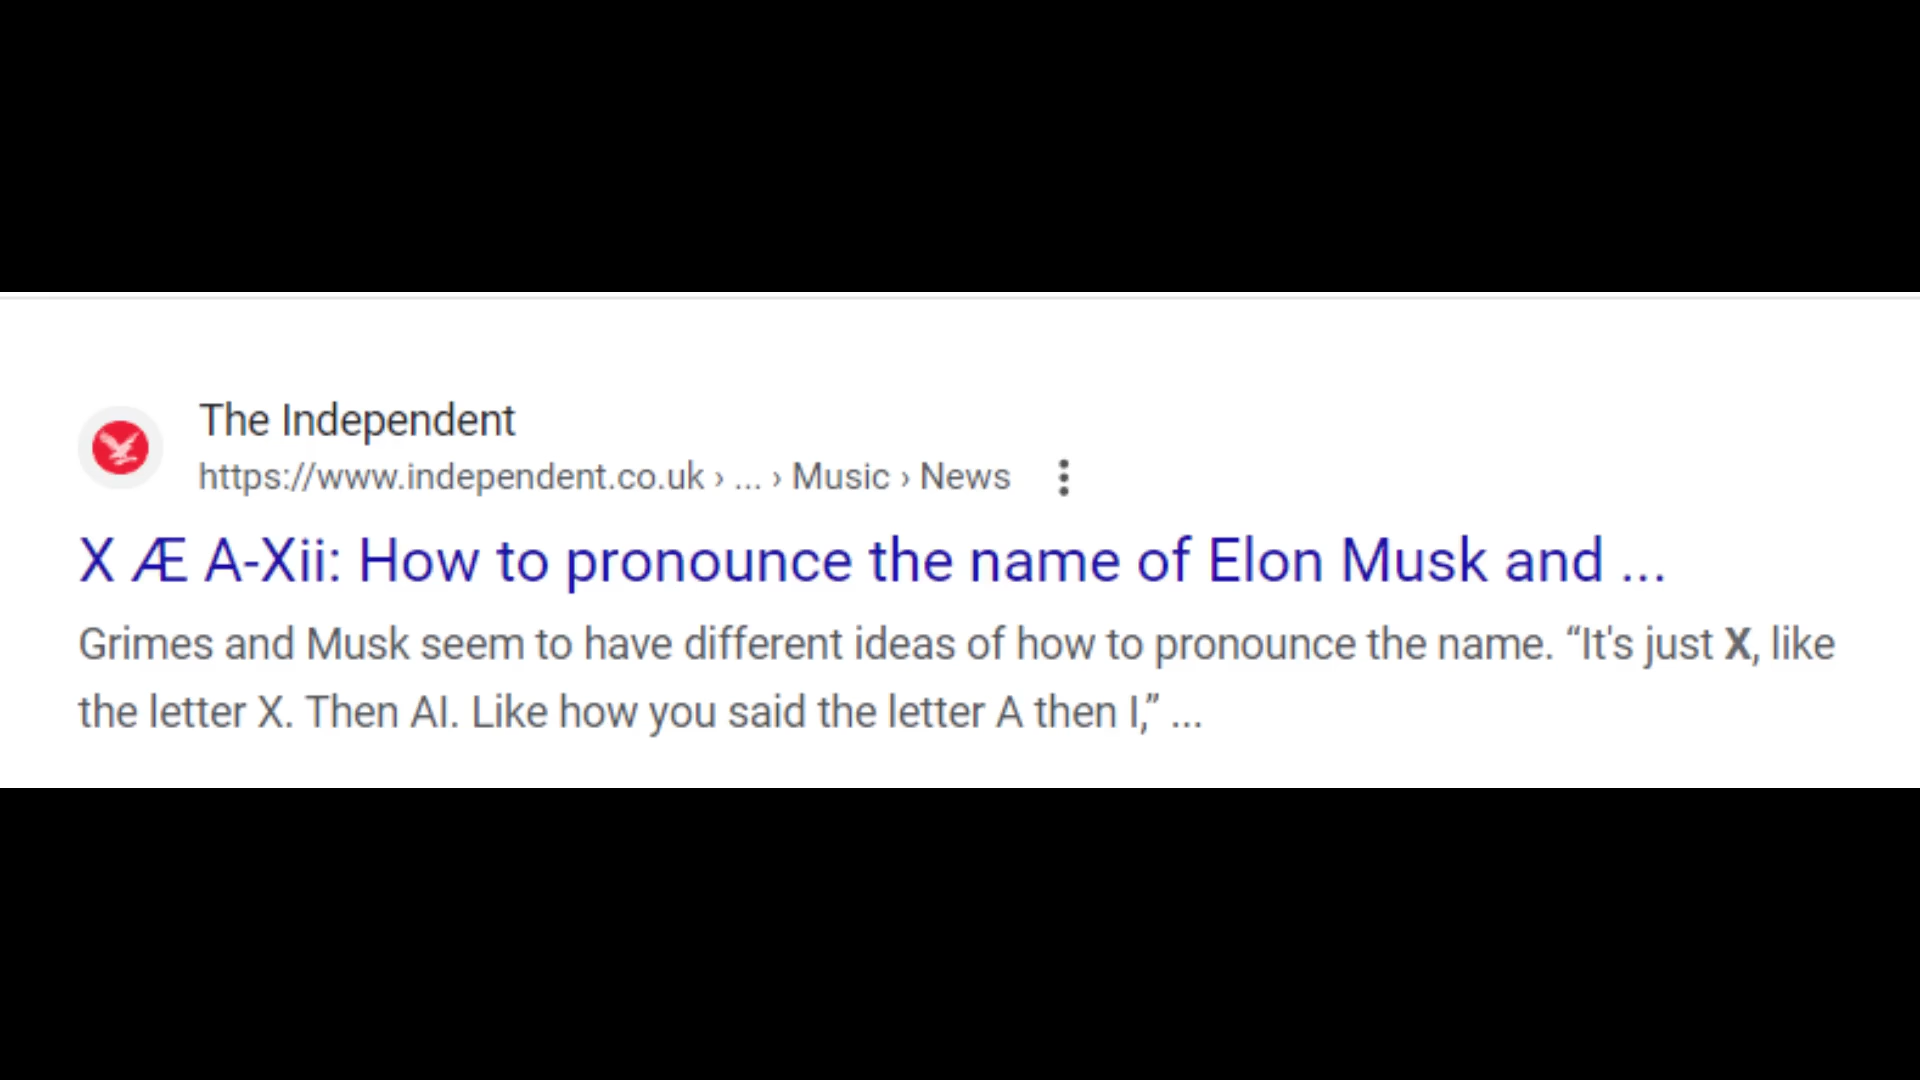 The Independent
https://www.independent.co.uk › ... › Music › News
X Æ A-Xii: How to pronounce the name of Elon Musk and ...
Grimes and Musk seem to have different ideas of how to pronounce the name. “It's just X, like
the letter X. Then AI. Like how you said the letter A then I,” ...